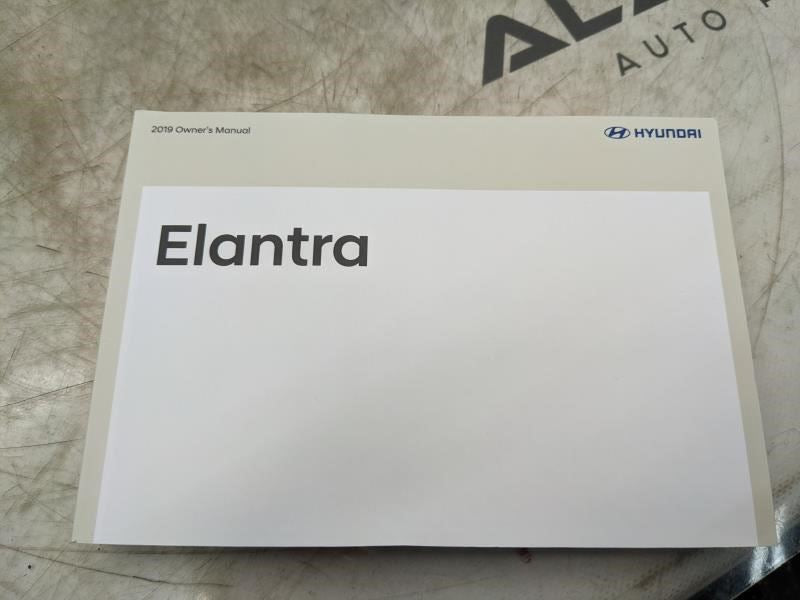 AUTO
2019 Owner's Manual
HYUNDAI
Elantra